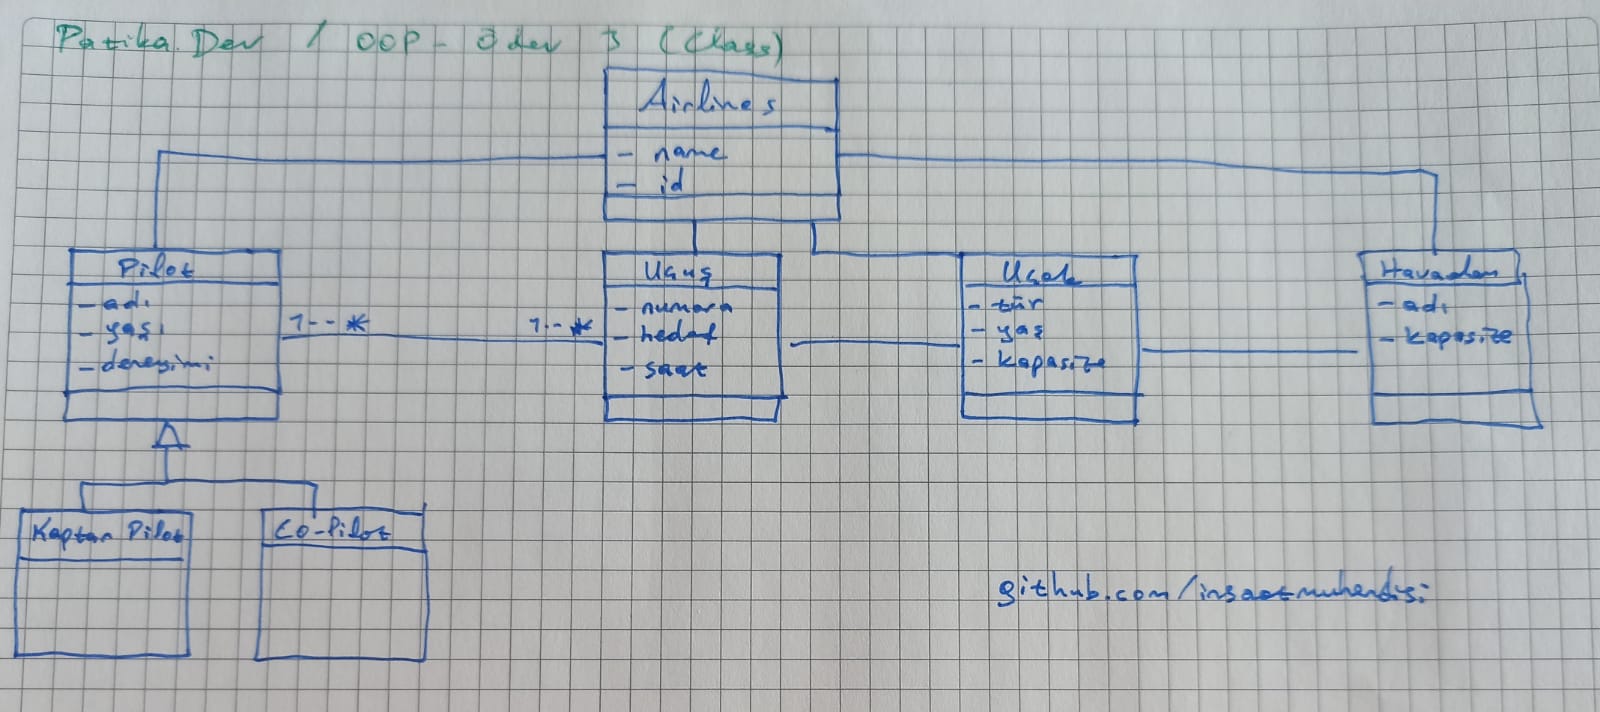 Patika.Dev / OOP - Ödev 3 (Class)
Airlines
- name
- id
Pilot
- adı
- yaşı
- deneyimi
1--*
1--*
Uçuş
- numara
- hedef
- saat
Uçak
- tür
- yaş
- kapasite
Havaalanı
- adı
- kapasite
Kaptan Pilot
Co-Pilot
github.com/insaatmuhendisi